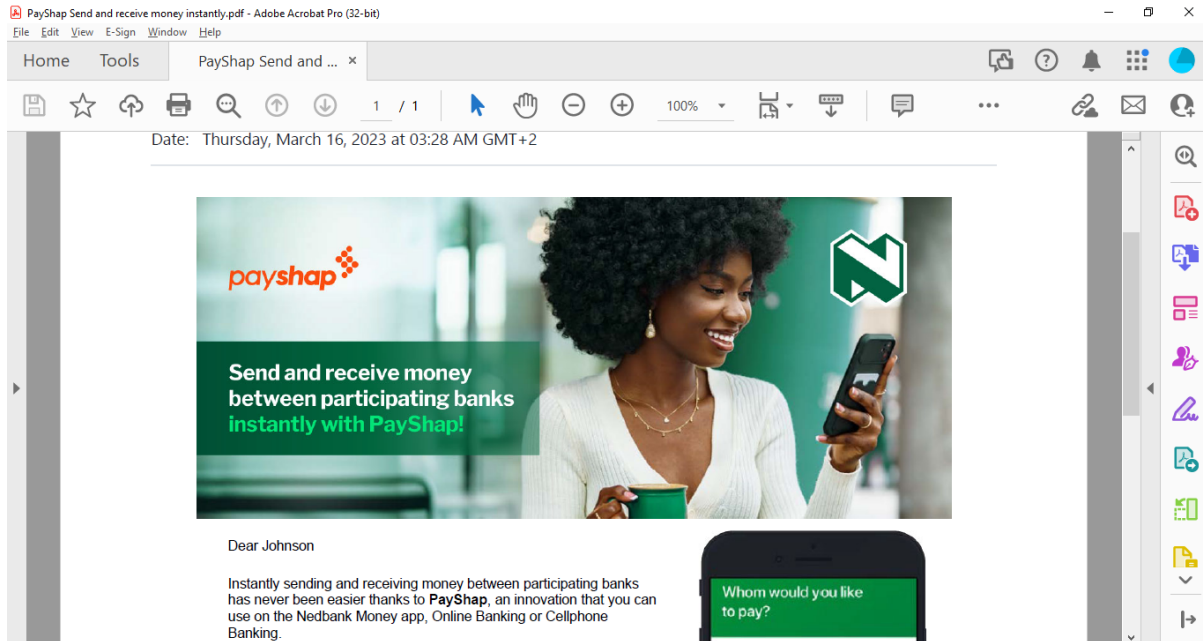 PayShap Send and receive money instantly.pdf - Adobe Acrobat Pro (32-bit)
File Edit View E-Sign Window Help
Home Tools PayShap Send and ... ×
1 / 1 100%
Date: Thursday, March 16, 2023 at 03:28 AM GMT+2
payshap
N
Send and receive money
between participating banks
instantly with PayShap!
Dear Johnson
Instantly sending and receiving money between participating banks
has never been easier thanks to PayShap, an innovation that you can
use on the Nedbank Money app, Online Banking or Cellphone
Banking.
Whom would you like
to pay?